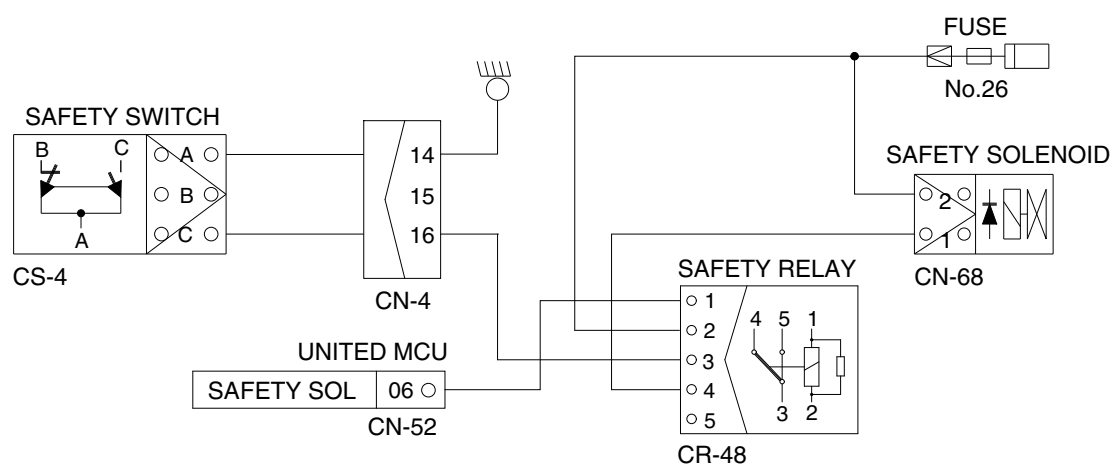 FUSE
No.26
SAFETY SWITCH
B C
A
A
B
C
CS-4
14
15
16
CN-4
SAFETY SOLENOID
2
1
CN-68
SAFETY RELAY
1
2
3
4
5
4 5 1
3 2
CR-48
UNITED MCU
SAFETY SOL 06
CN-52